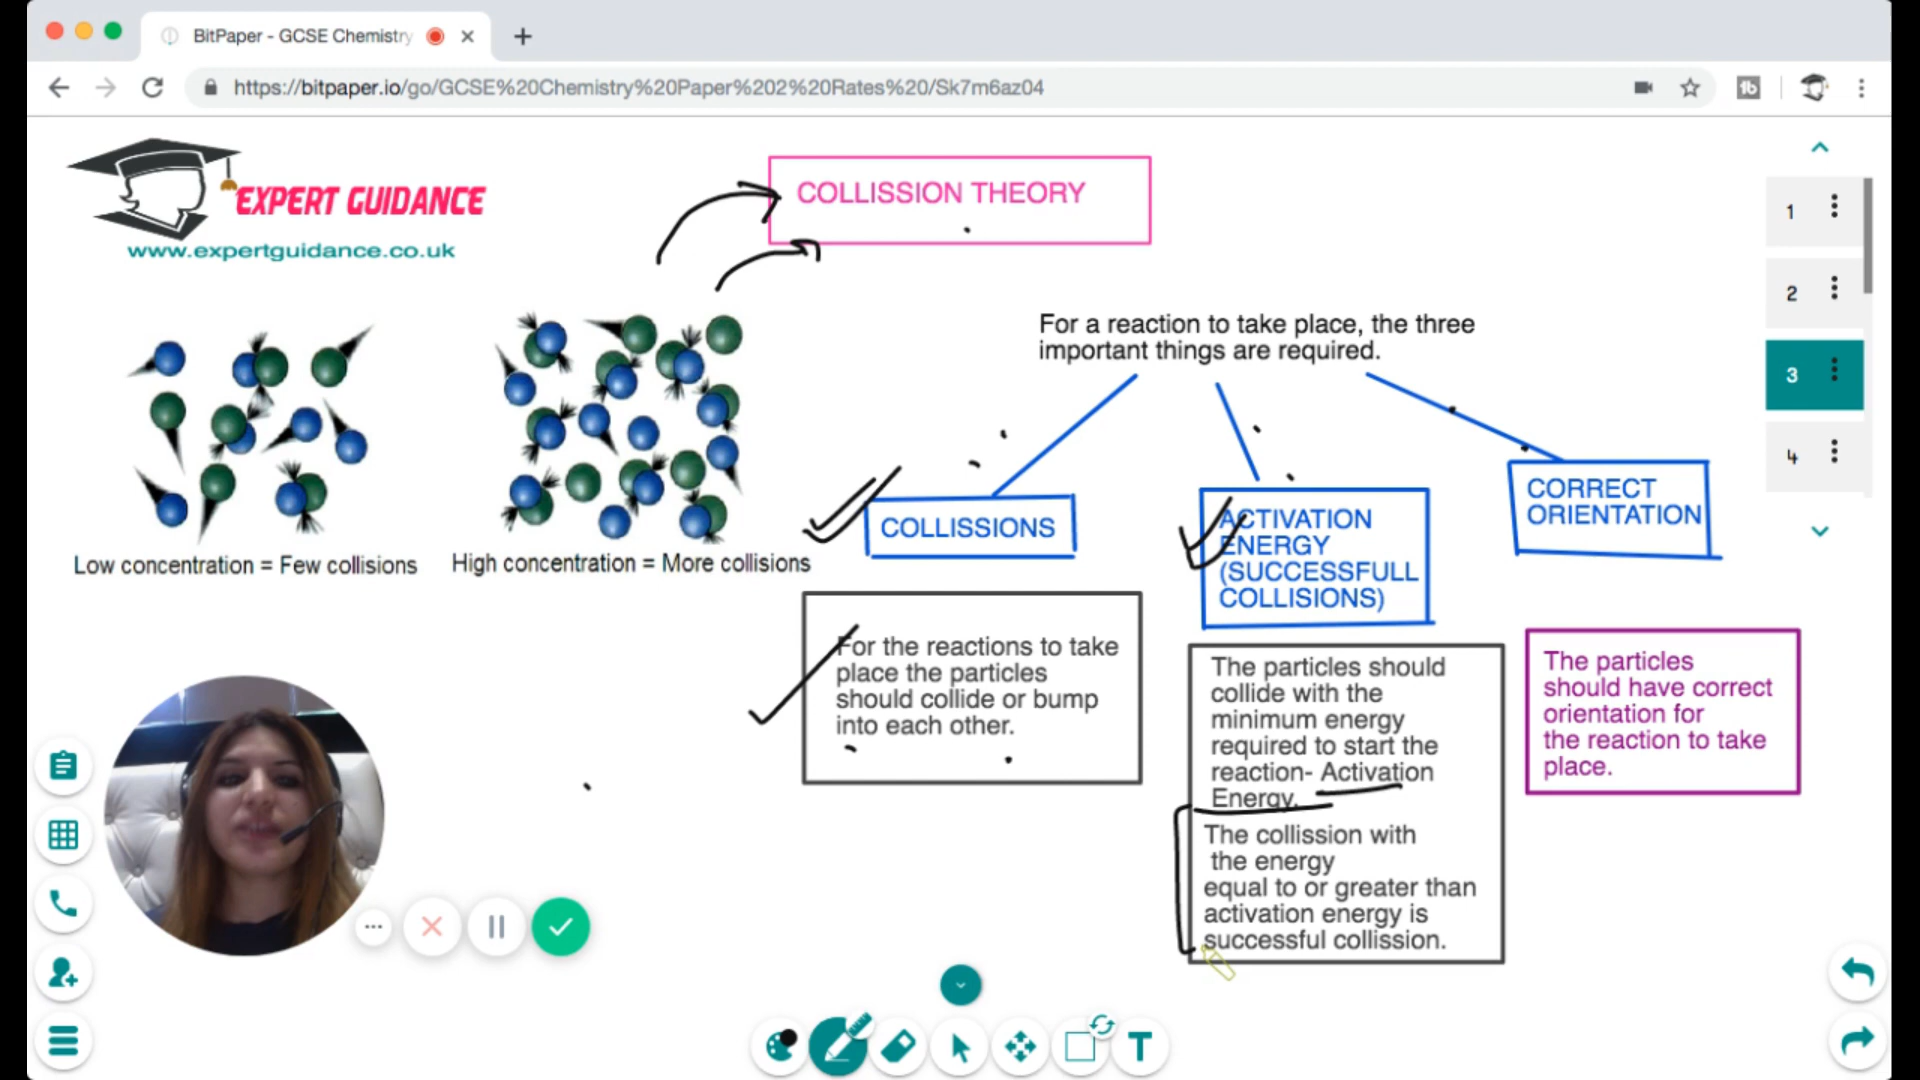 BitPaper - GCSE Chemistry
https://bitpaper.io/go/GCSE%20Chemistry%20Paper%202%20Rates%20/Sk7m6az04
EXPERT GUIDANCE
www.expertguidance.co.uk
COLLISSION THEORY
For a reaction to take place, the three
important things are required.
Low concentration = Few collisions
High concentration = More collisions
COLLISSIONS
ACTIVATION
ENERGY
(SUCCESSFULL
COLLISIONS)
CORRECT
ORIENTATION
For the reactions to take
place the particles
should collide or bump
into each other.
The particles should
collide with the
minimum energy
required to start the
reaction- Activation
Energy.
The collission with
the energy
equal to or greater than
activation energy is
successful collission.
The particles
should have correct
orientation for
the reaction to take
place.
1
2
3
4
T